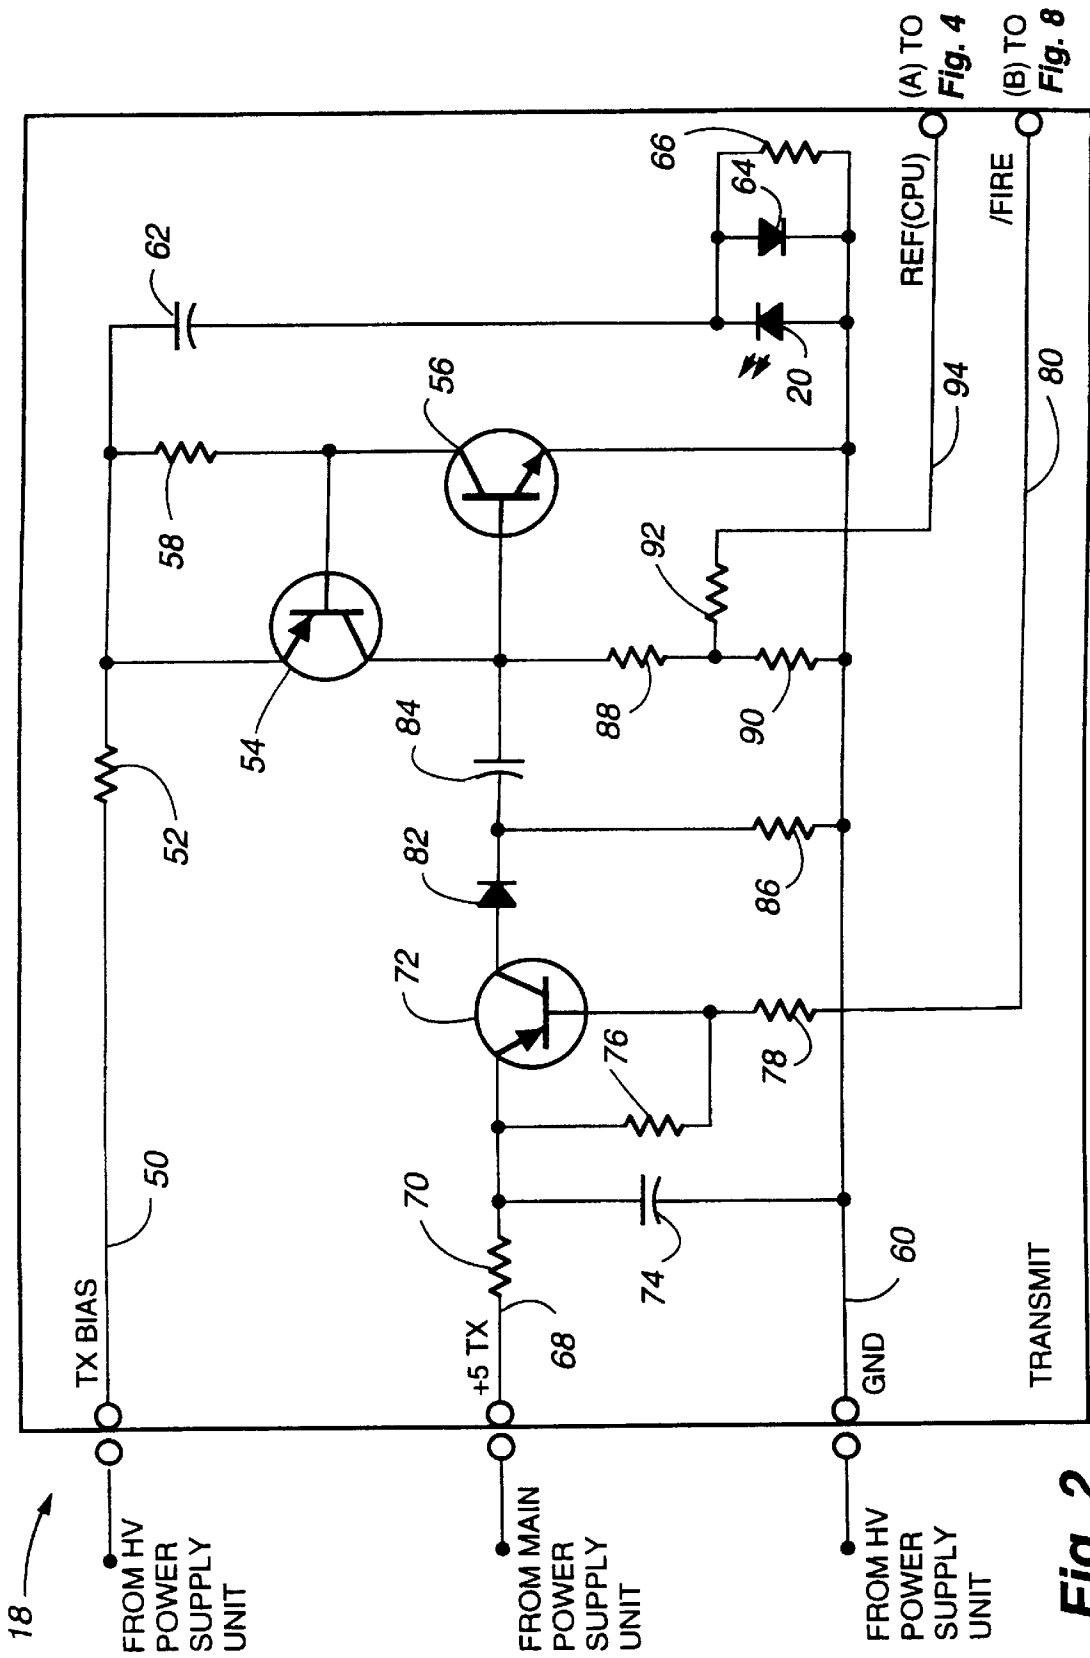 18
FROM HV
POWER
SUPPLY
UNIT
TX BIAS
50
52
54
58
62
FROM MAIN
POWER
SUPPLY
UNIT
+5 TX
68
70
72
82
84
56
74
76
78
86
88
90
92
20
64
66
FROM HV
POWER
SUPPLY
UNIT
GND
60
94
REF(CPU)
(A) TO
Fig. 4
80
/FIRE
(B) TO
Fig. 8
TRANSMIT
Fig. 2